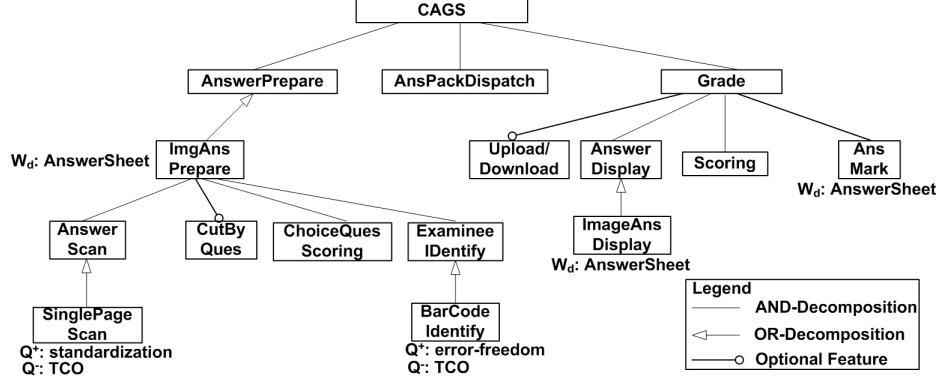 CAGS
AnswerPrepare
AnsPackDispatch
Grade
W_d: AnswerSheet
ImgAns
Prepare
Upload/
Download
Answer
Display
Scoring
Ans
Mark
W_d: AnswerSheet
Answer
Scan
CutBy
Ques
ChoiceQues
Scoring
Examinee
IDentify
ImageAns
Display
W_d: AnswerSheet
SinglePage
Scan
Q⁺: standardization
Q⁻: TCO
BarCode
Identify
Q⁺: error-freedom
Q⁻: TCO
Legend
AND-Decomposition
OR-Decomposition
Optional Feature